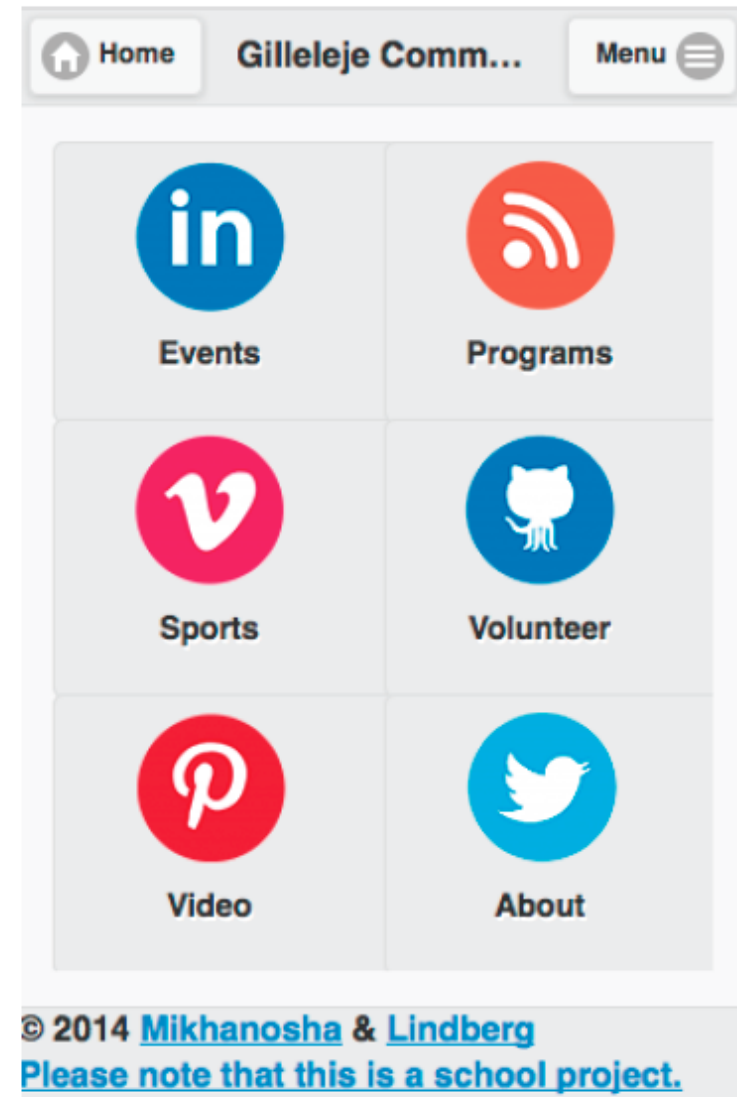 Home Gilleleje Comm... Menu
in
Events Programs
Sports Volunteer
Video About
© 2014 Mikhanosha & Lindberg
Please note that this is a school project.